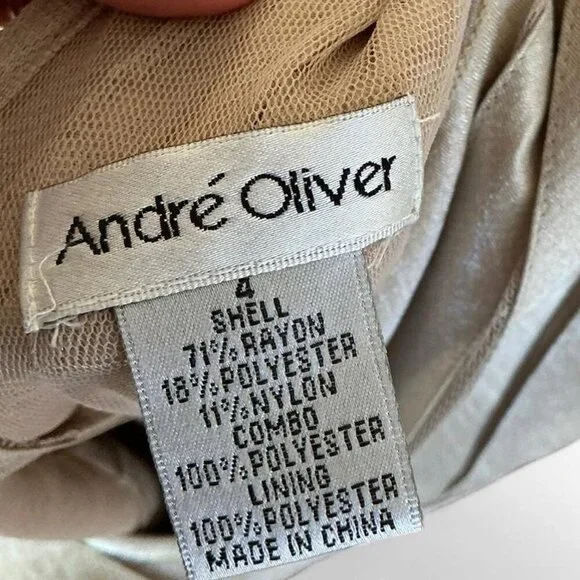 André Oliver
4
SHELL
71% RAYON
18% POLYESTER
11% NYLON
COMBO
100% POLYESTER
LINING
100% POLYESTER
MADE IN CHINA